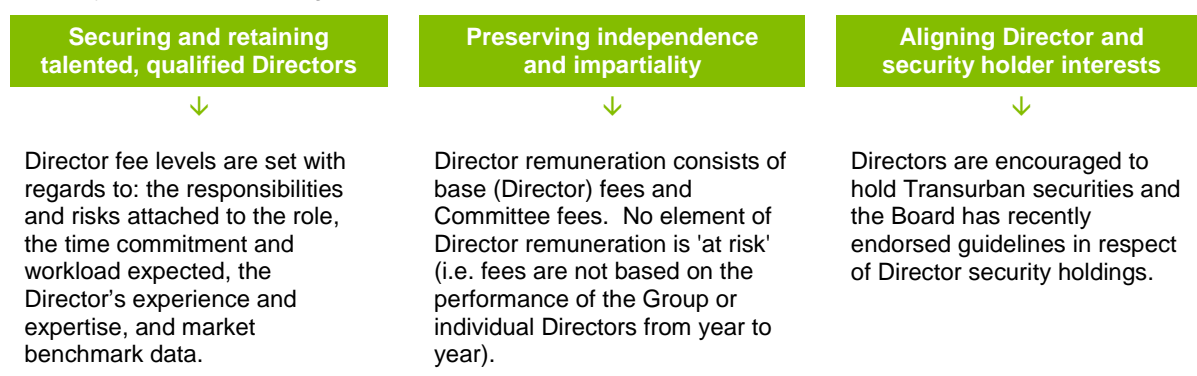 Securing and retaining
talented, qualified Directors
Director fee levels are set with
regards to: the responsibilities
and risks attached to the role,
the time commitment and
workload expected, the
Director's experience and
expertise, and market
benchmark data.
Preserving independence
and impartiality
Director remuneration consists of
base (Director) fees and
Committee fees.  No element of
Director remuneration is 'at risk'
(i.e. fees are not based on the
performance of the Group or
individual Directors from year to
year).
Aligning Director and
security holder interests
Directors are encouraged to
hold Transurban securities and
the Board has recently
endorsed guidelines in respect
of Director security holdings.